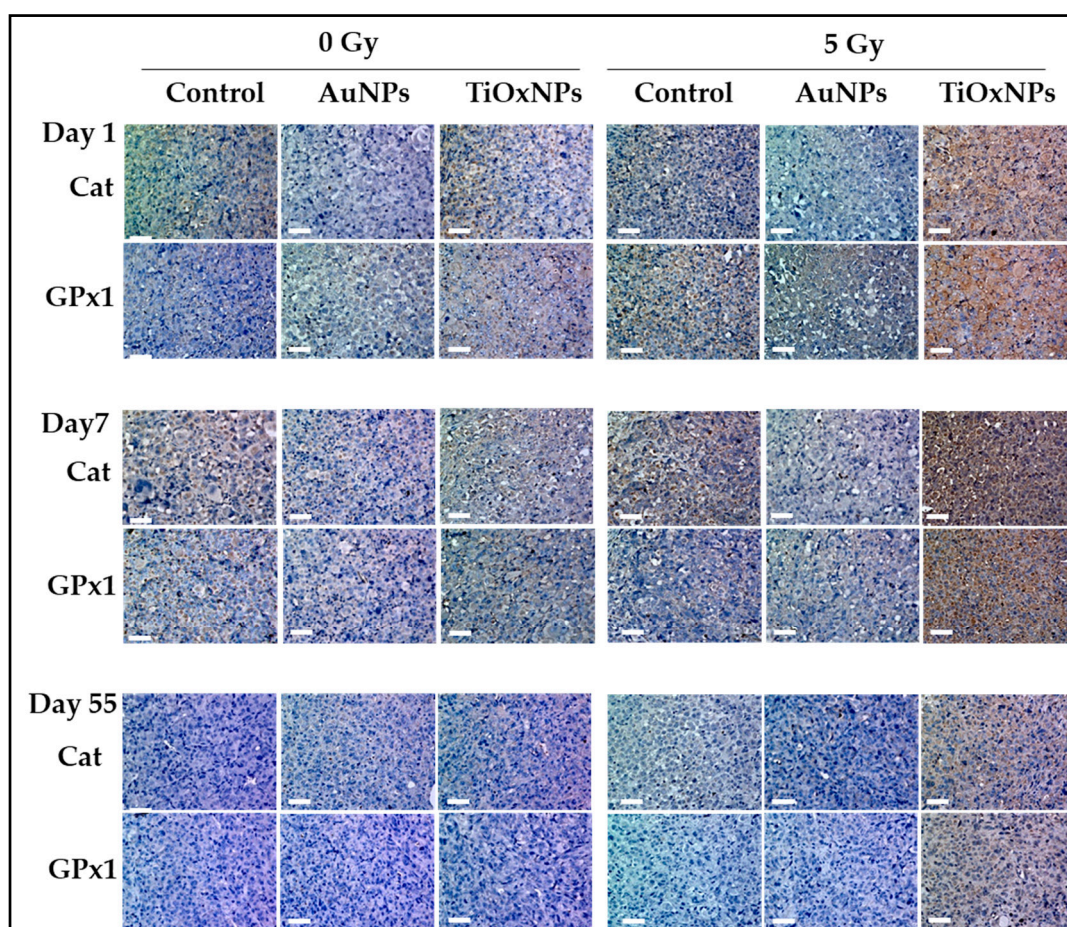 0 Gy 5 Gy
Control AuNPs TiOxNPs Control AuNPs TiOxNPs
Day 1
Cat
GPx1
Day7
Cat
GPx1
Day 55
Cat
GPx1